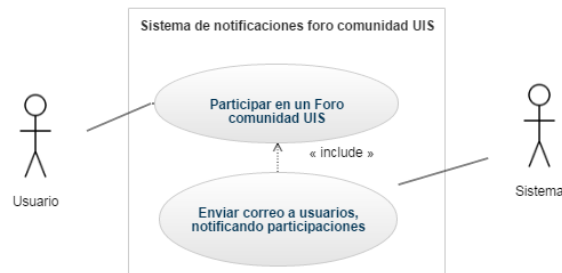 Sistema de notificaciones foro comunidad UIS
Participar en un Foro
comunidad UIS
« include »
Usuario
Enviar correo a usuarios,
notificando participaciones
Sistema